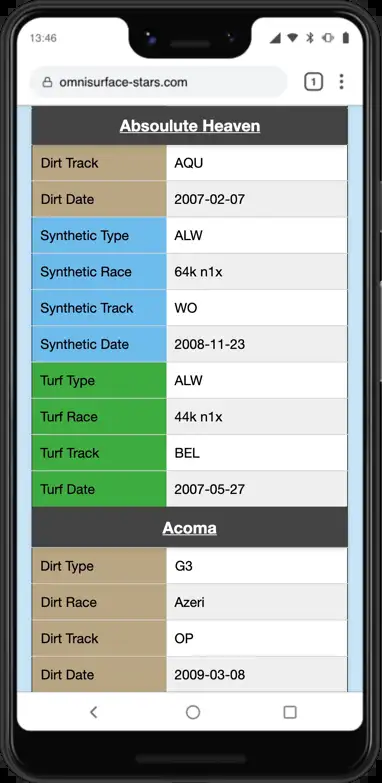 13:46
omnisurface-stars.com
1
Absoulute Heaven
Dirt Track AQU
Dirt Date 2007-02-07
Synthetic Type ALW
Synthetic Race 64k n1x
Synthetic Track WO
Synthetic Date 2008-11-23
Turf Type ALW
Turf Race 44k n1x
Turf Track BEL
Turf Date 2007-05-27
Acoma
Dirt Type G3
Dirt Race Azeri
Dirt Track OP
Dirt Date 2009-03-08